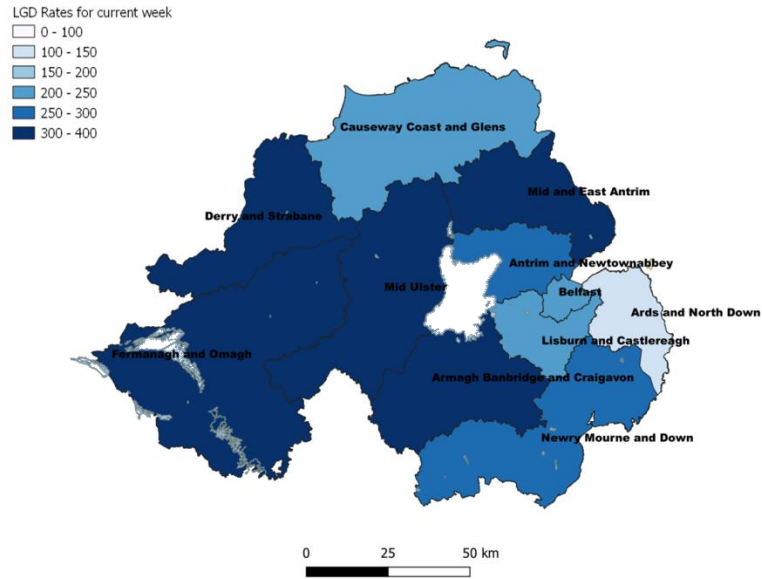 LGD Rates for current week
0 - 100
100 - 150
150 - 200
200 - 250
250 - 300
300 - 400
Causeway Coast and Glens
Mid and East Antrim
Derry and Strabane
Antrim and Newtownabbey
Mid Ulster
Belfast
Ards and North Down
Lisburn and Castlereagh
Fermanagh and Omagh
Armagh Banbridge and Craigavon
Newry Mourne and Down
0 25 50 km